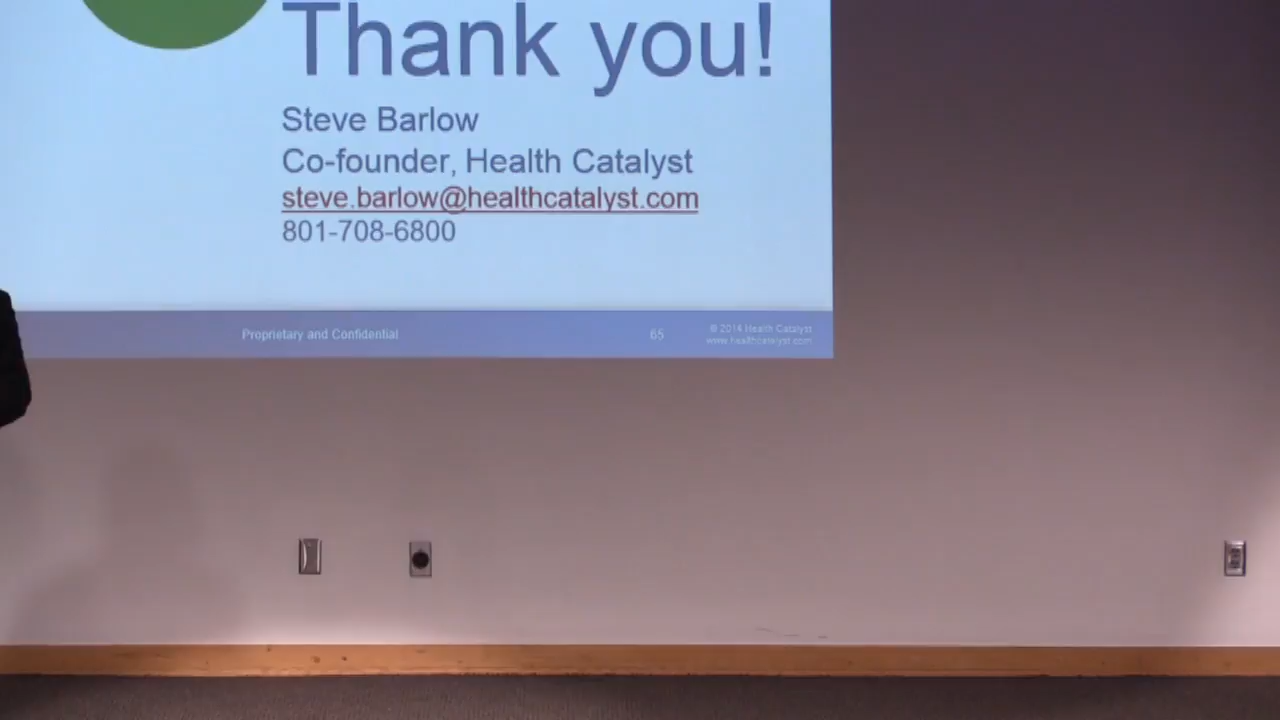 Thank you!
Steve Barlow
Co-founder, Health Catalyst
steve.barlow@healthcatalyst.com
801-708-6800
Proprietary and Confidential
65
© 2014 Health Catalyst
www.healthcatalyst.com